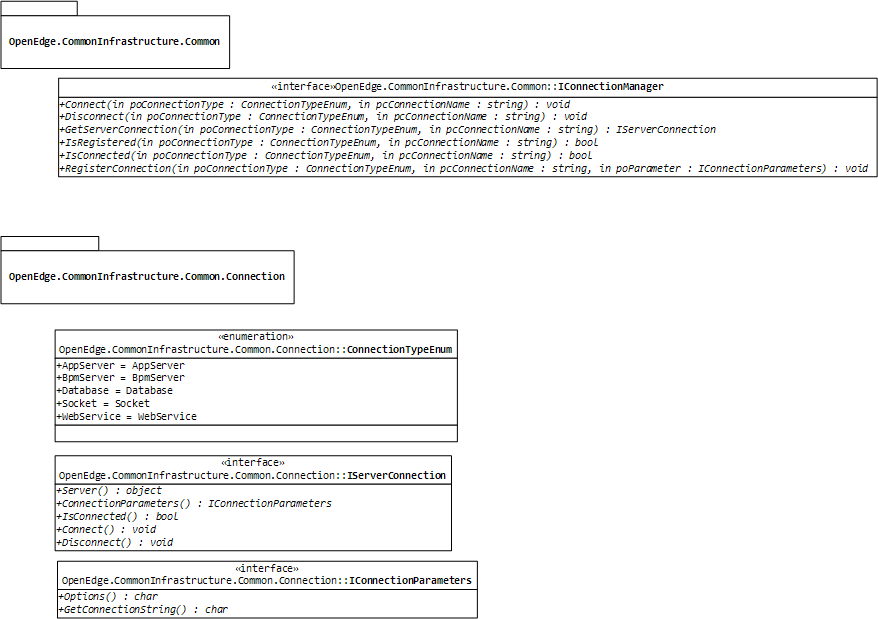 OpenEdge.CommonInfrastructure.Common
«interface»OpenEdge.CommonInfrastructure.Common::IConnectionManager
+Connect(in poConnectionType : ConnectionTypeEnum, in pcConnectionName : string) : void
+Disconnect(in poConnectionType : ConnectionTypeEnum, in pcConnectionName : string) : void
+GetServerConnection(in poConnectionType : ConnectionTypeEnum, in pcConnectionName : string) : IServerConnection
+IsRegistered(in poConnectionType : ConnectionTypeEnum, in pcConnectionName : string) : bool
+IsConnected(in poConnectionType : ConnectionTypeEnum, in pcConnectionName : string) : bool
+RegisterConnection(in poConnectionType : ConnectionTypeEnum, in pcConnectionName : string, in poParameter : IConnectionParameters) : void
OpenEdge.CommonInfrastructure.Common.Connection
«enumeration»
OpenEdge.CommonInfrastructure.Common.Connection::ConnectionTypeEnum
+AppServer = AppServer
+BpmServer = BpmServer
+Database = Database
+Socket = Socket
+WebService = WebService
«interface»
OpenEdge.CommonInfrastructure.Common.Connection::IServerConnection
+Server() : object
+ConnectionParameters() : IConnectionParameters
+IsConnected() : bool
+Connect() : void
+Disconnect() : void
«interface»
OpenEdge.CommonInfrastructure.Common.Connection::IConnectionParameters
+Options() : char
+GetConnectionString() : char